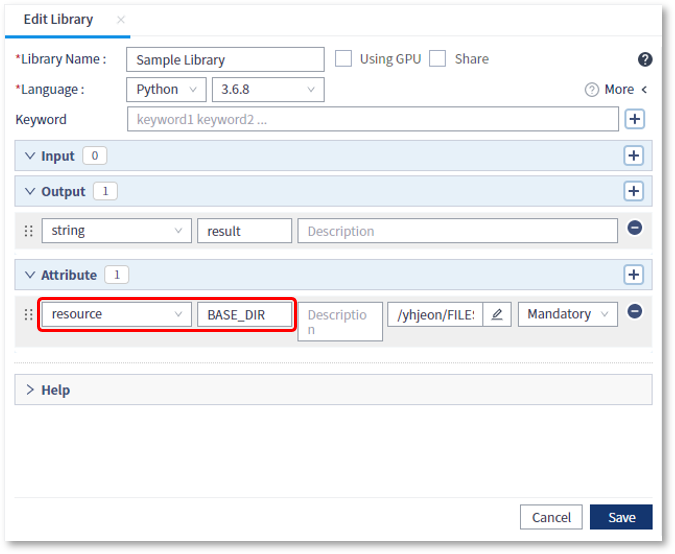 Edit Library ×
*Library Name : Sample Library Using GPU Share ?
*Language : Python 3.6.8 ? More <
Keyword keyword1 keyword2 ... +
Input 0 +
Output 1 +
string result Description
Attribute 1 +
resource BASE_DIR Descriptio /yhjeon/FILES Mandatory
n
Help
Cancel Save